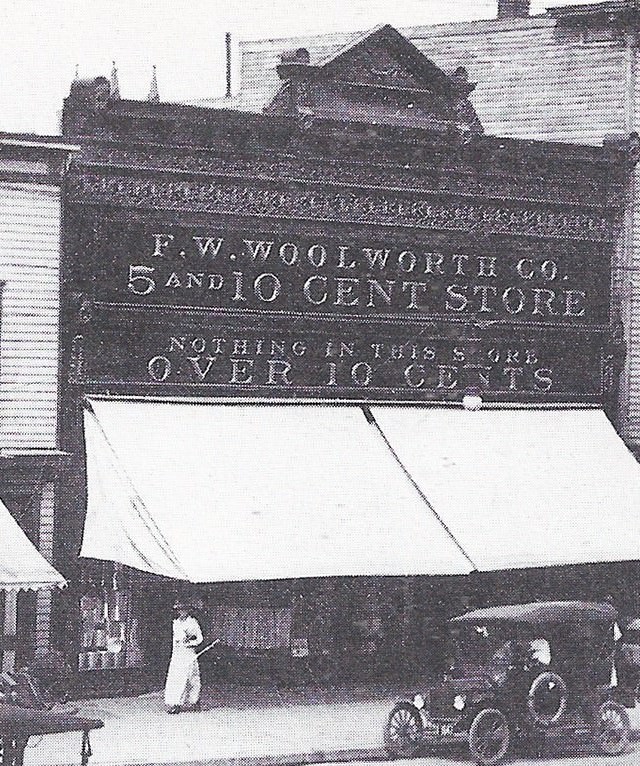 F. W. WOOLWORTH CO.
5 AND 10 CENT STORE
NOTHING IN THIS STORE
OVER 10 CENTS